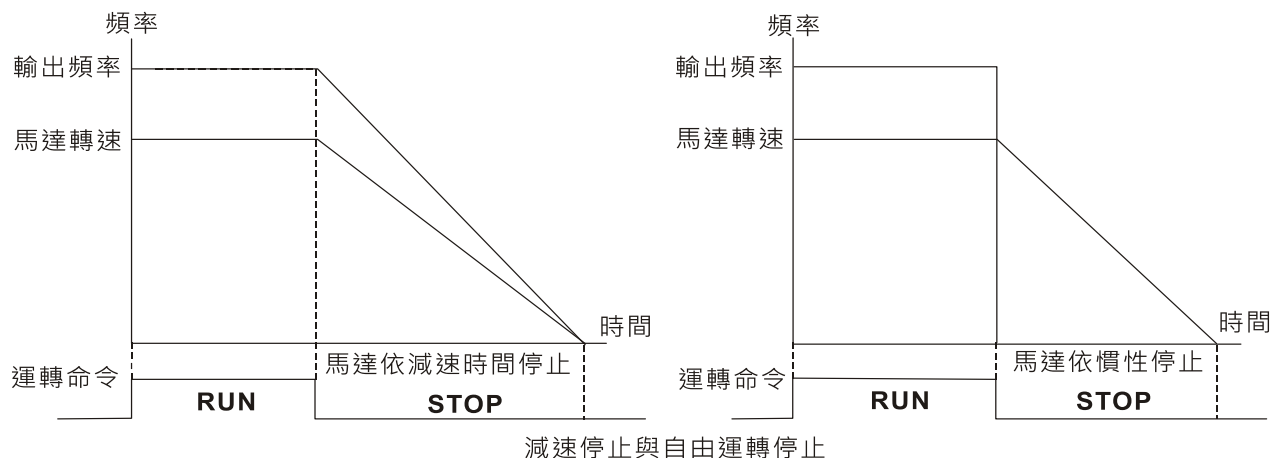 頻率
輸出頻率
馬達轉速
時間
馬達依減速時間停止
運轉命令
RUN
STOP
頻率
輸出頻率
馬達轉速
時間
馬達依慣性停止
運轉命令
RUN
STOP
減速停止與自由運轉停止